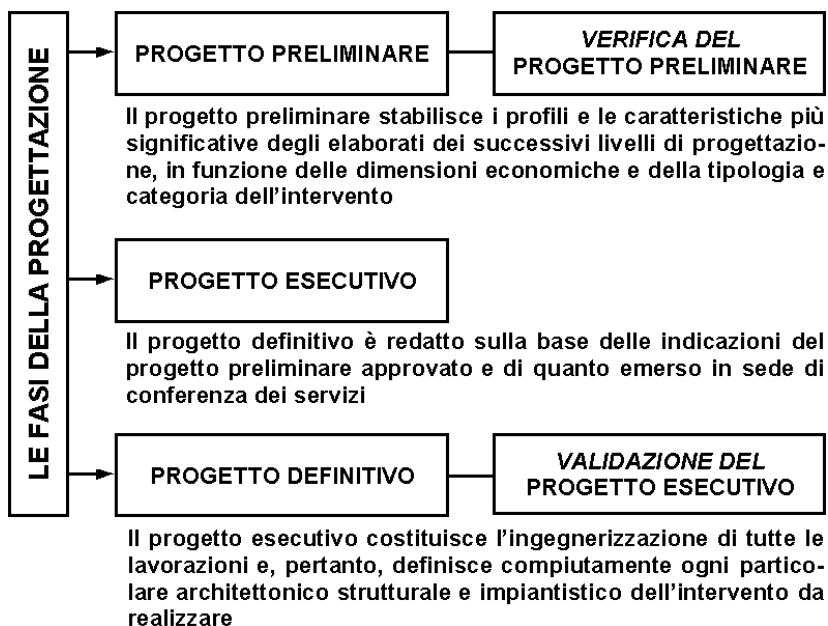 LE FASI DELLA PROGETTAZIONE
PROGETTO PRELIMINARE
VERIFICA DEL
PROGETTO PRELIMINARE
Il progetto preliminare stabilisce i profili e le caratteristiche più
significative degli elaborati dei successivi livelli di progettazio-
ne, in funzione delle dimensioni economiche e della tipologia e
categoria dell'intervento
PROGETTO ESECUTIVO
Il progetto definitivo è redatto sulla base delle indicazioni del
progetto preliminare approvato e di quanto emerso in sede di
conferenza dei servizi
PROGETTO DEFINITIVO
VALIDAZIONE DEL
PROGETTO ESECUTIVO
Il progetto esecutivo costituisce l'ingegnerizzazione di tutte le
lavorazioni e, pertanto, definisce compiutamente ogni partico-
lare architettonico strutturale e impiantistico dell'intervento da
realizzare